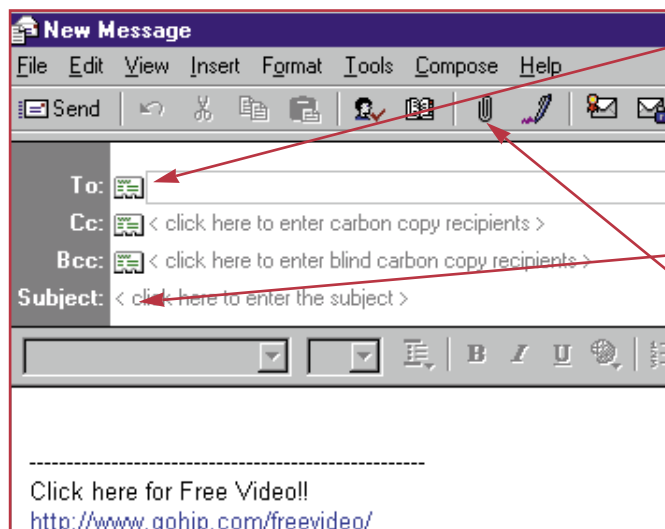 New Message
File Edit View Insert Format Tools Compose Help
Send
To:
Cc: < click here to enter carbon copy recipients >
Bcc: < click here to enter blind carbon copy recipients >
Subject: < click here to enter the subject >
B I U
-----------------------------------------------------
Click here for Free Video!!
http://www.gohip.com/freevideo/